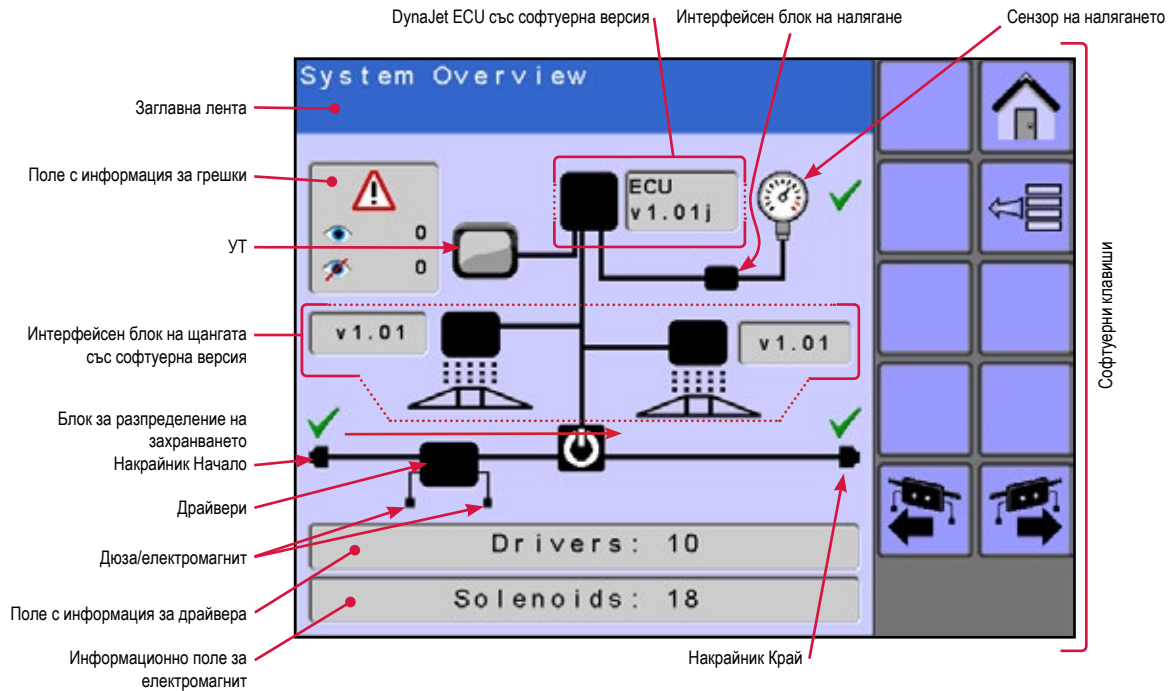 DynaJet ECU със софтуерна версия
Интерфейсен блок на налягане
Сензор на налягането
System Overview
Заглавна лента
Поле с информация за грешки
ECU
v1.01j
0
0
УТ
Интерфейсен блок на щангата
със софтуерна версия
v1.01
v1.01
Софтуерни клавиши
Блок за разпределение на
захранването
Накрайник Начало
Драйвери
Дюза/електромагнит
Drivers: 10
Solenoids: 18
Поле с информация за драйвера
Информационно поле за
електромагнит
Накрайник Край